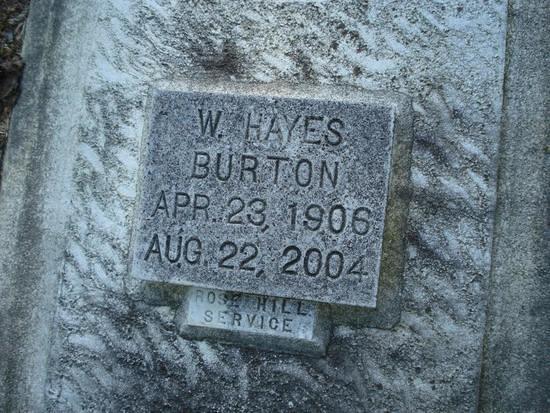 W. HAYES
BURTON
APR. 23, 1906
AUG. 22, 2004
ROSE HILL
SERVICE